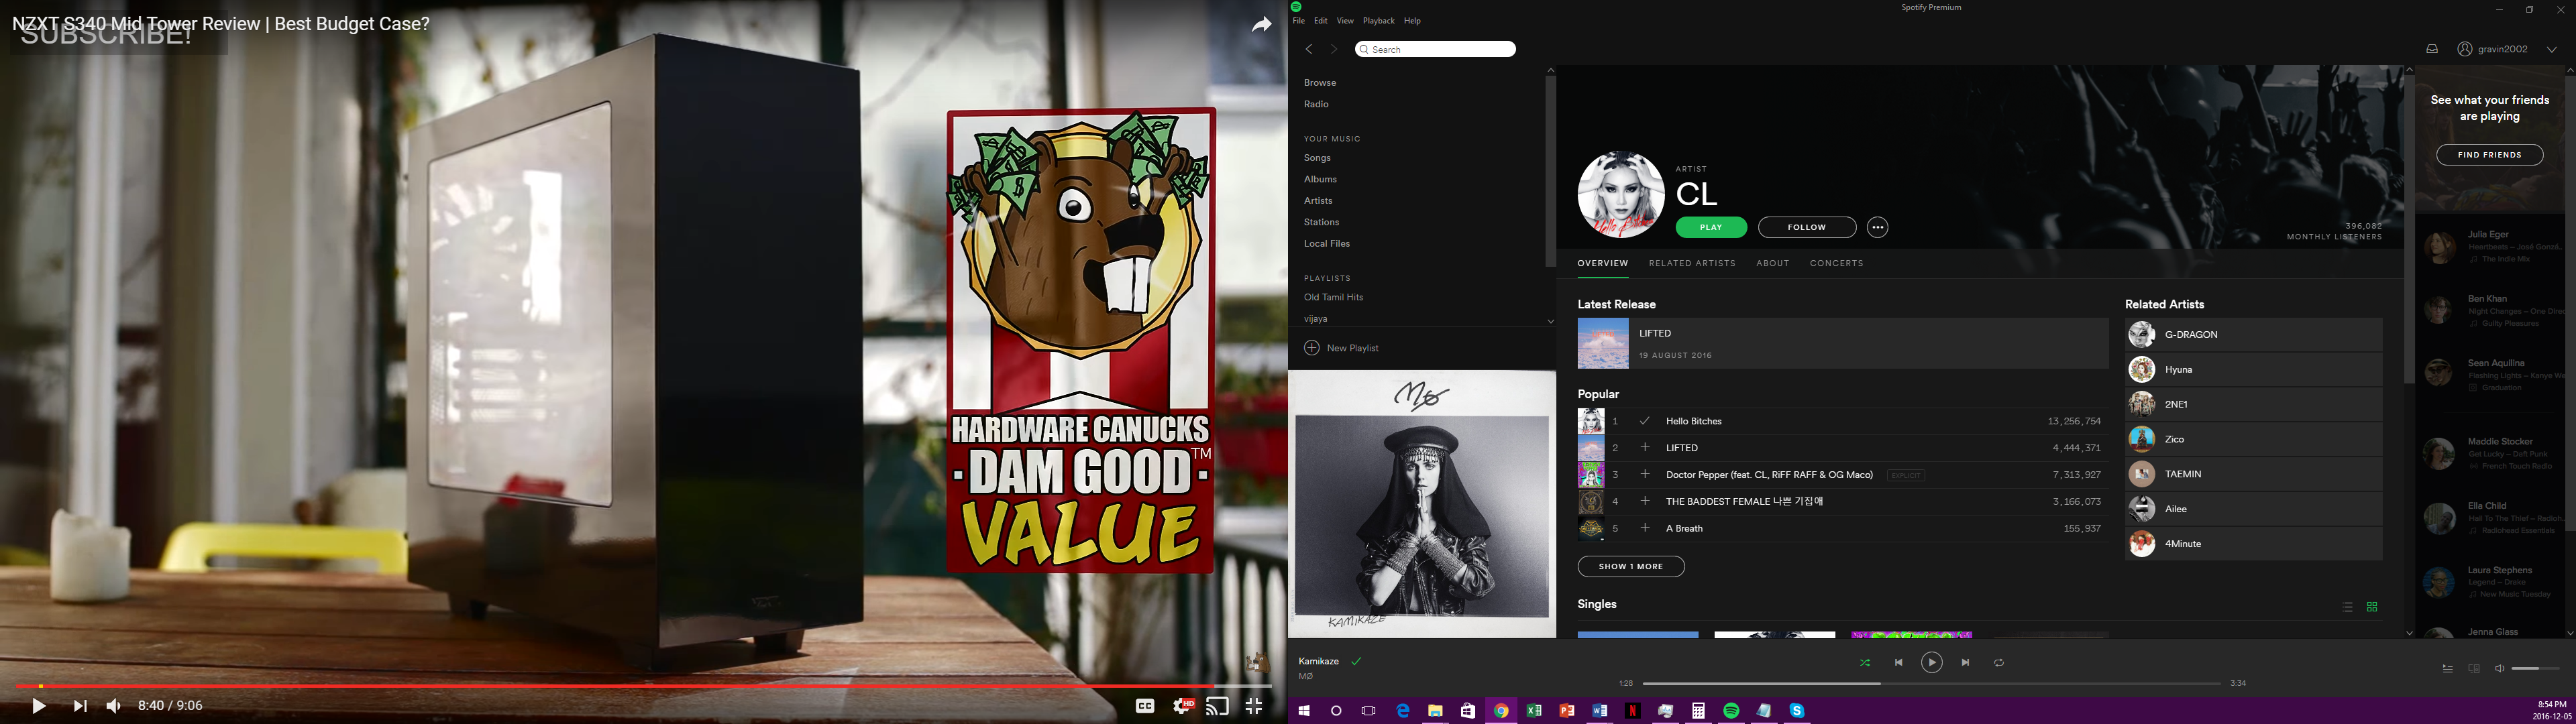 NZXT S340 Mid Tower Review | Best Budget Case?
SUBSCRIBE!
HARDWARE CANUCKS
·DAM GOOD·™
VALUE
CC
HD
8:40 / 9:06
Spotify Premium
File Edit View Playback Help
Search
gravin2002
Browse
Radio
YOUR MUSIC
Songs
Albums
Artists
Stations
Local Files
PLAYLISTS
Old Tamil Hits
vijaya
New Playlist
MØ
KAMIKAZE
ARTIST
CL
Hello Bitches
PLAY
FOLLOW
396,082
MONTHLY LISTENERS
OVERVIEW RELATED ARTISTS ABOUT CONCERTS
Latest Release
LIFTED
19 AUGUST 2016
Popular
1 Hello Bitches 13,256,754
2 LIFTED 4,444,371
3 Doctor Pepper (feat. CL, RiFF RAFF & OG Maco) EXPLICIT 7,313,927
4 THE BADDEST FEMALE 나쁜 기집애 3,166,073
5 A Breath 155,937
SHOW 1 MORE
Singles
Related Artists
G-DRAGON
Hyuna
2NE1
Zico
TAEMIN
Ailee
4Minute
See what your friends
are playing
FIND FRIENDS
Julia Eger
Heartbeats – José Gonzá...
The Indie Mix
Ben Khan
Night Changes – One Direc
Guilty Pleasures
Sean Aquilina
Flashing Lights – Kanye We
Graduation
Maddie Stocker
Get Lucky – Daft Punk
French Touch Radio
Ella Child
Hail To The Thief – Radioh...
Radiohead Essentials
Laura Stephens
Legend – Drake
New Music Tuesday
Jenna Glass
Kamikaze
MØ
1:28
3:34
8:54 PM
2016-12-05